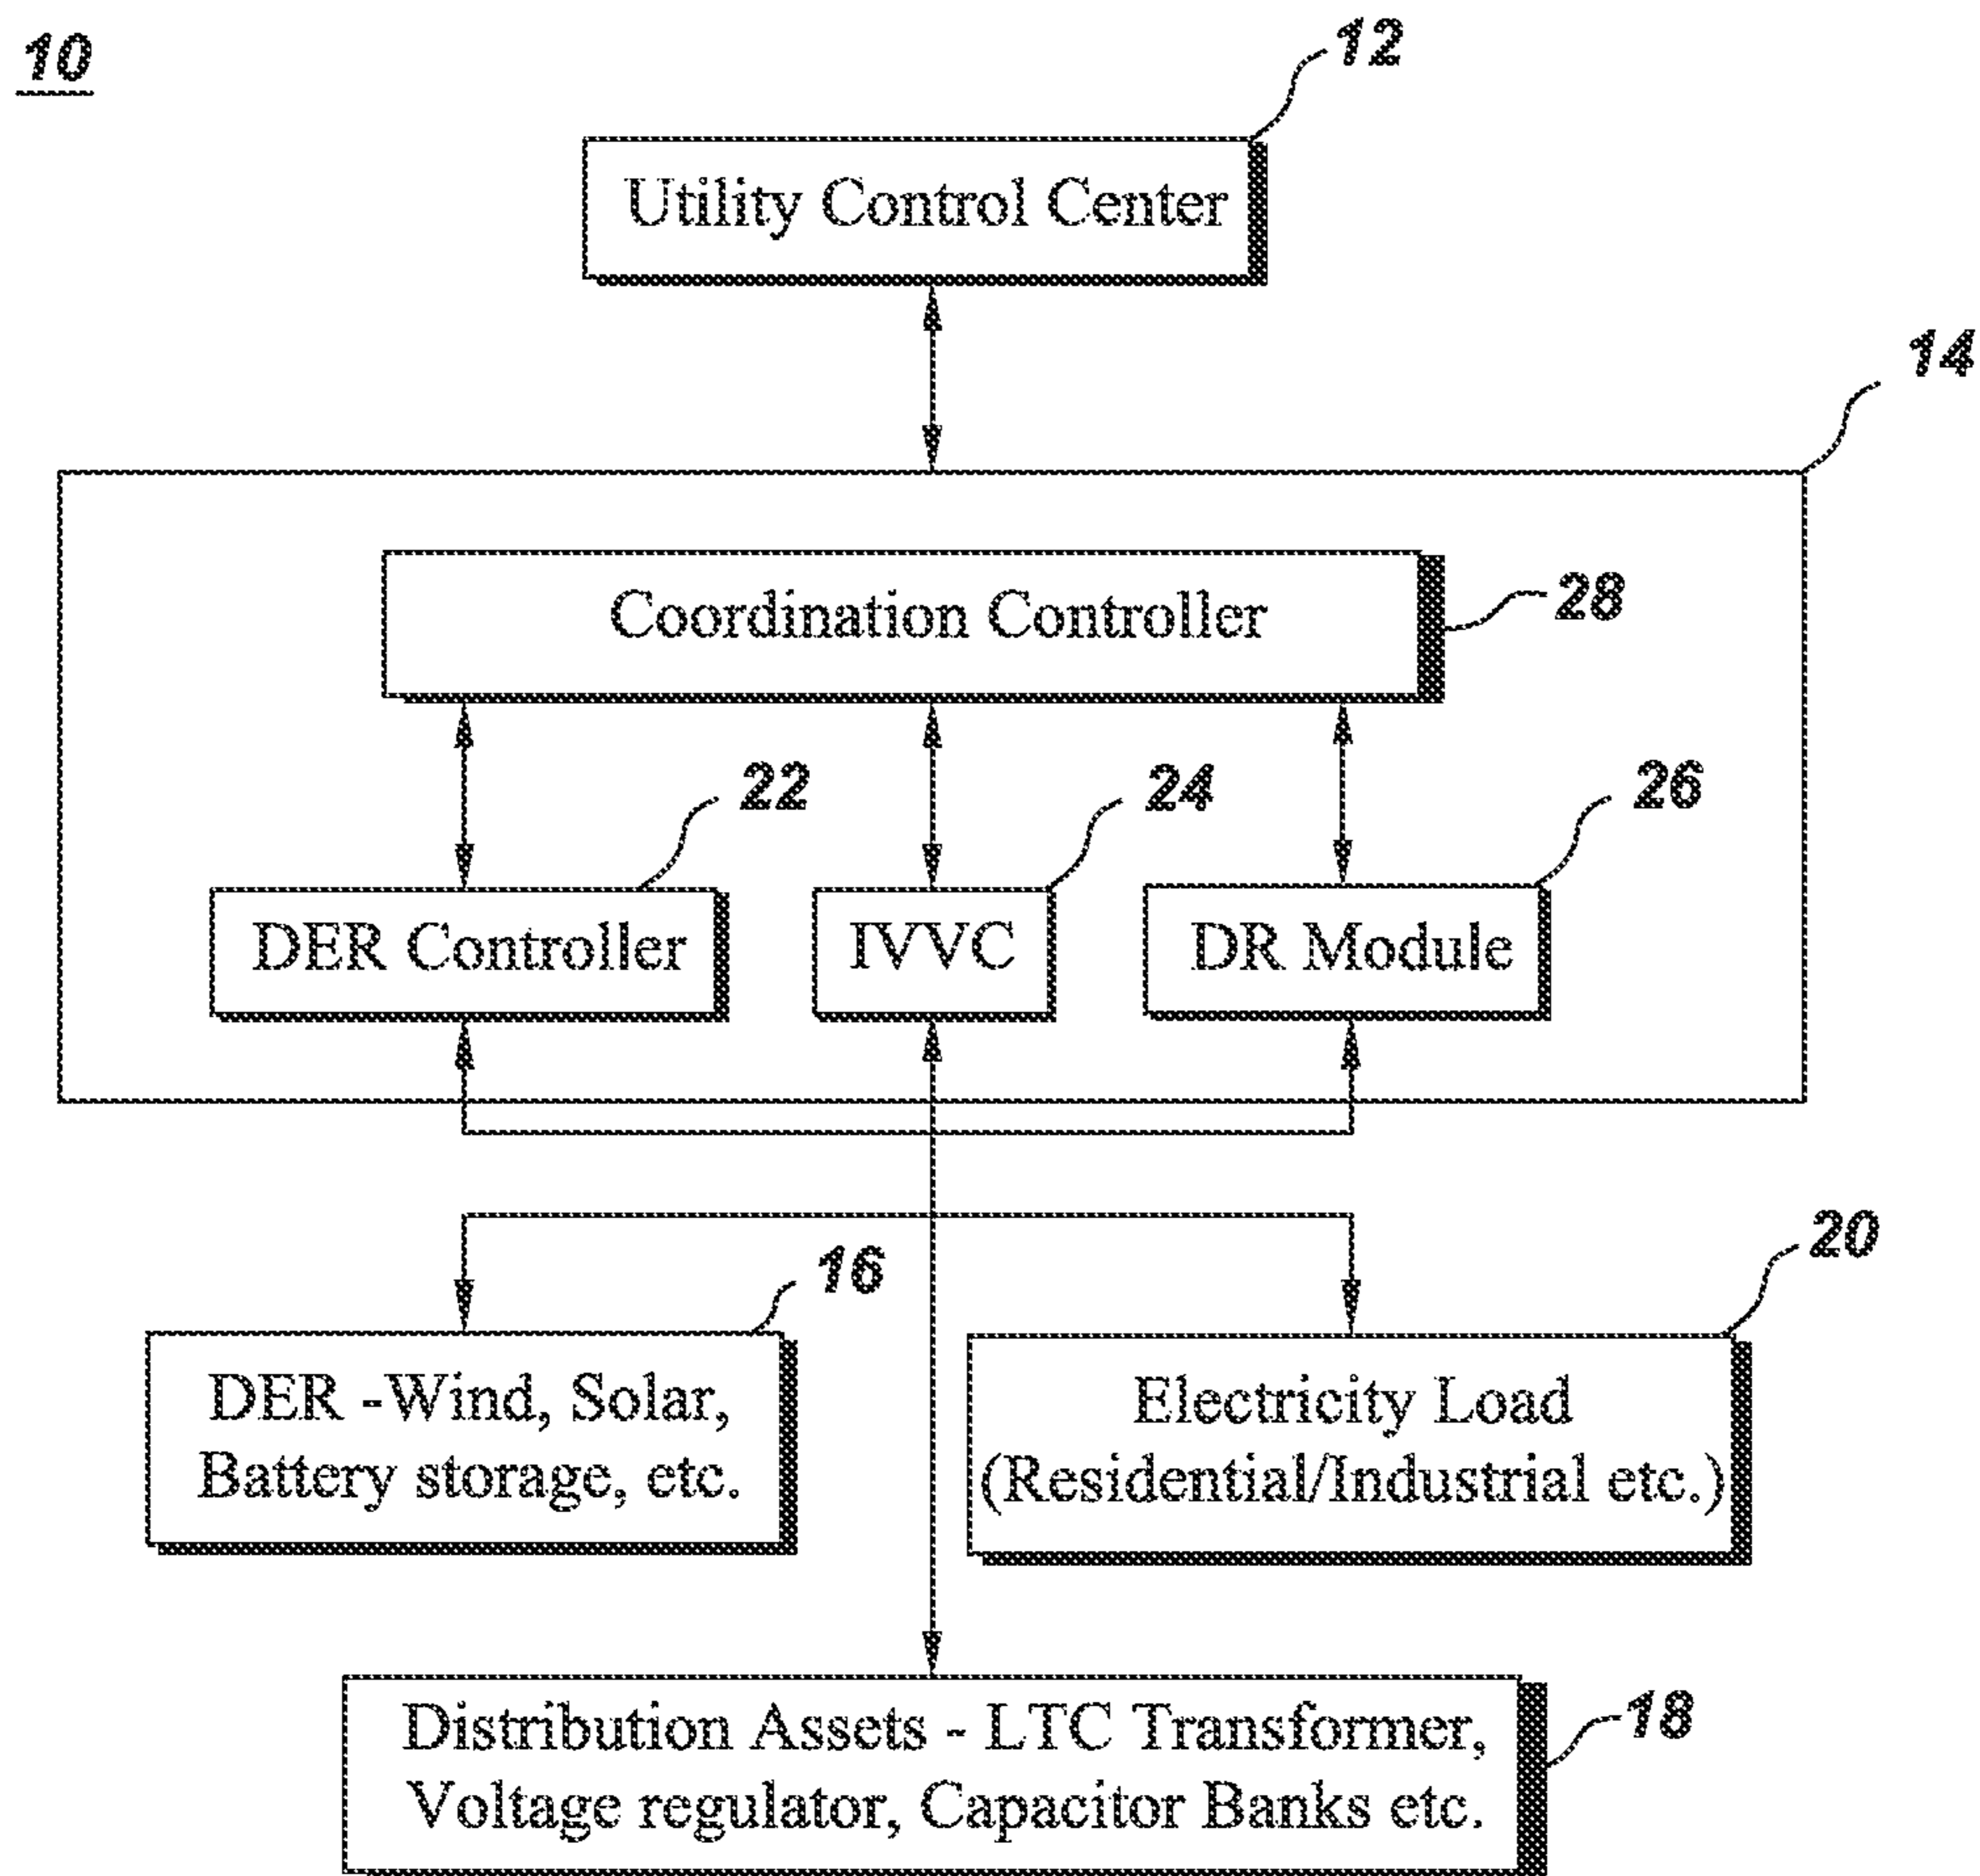 10
12
Utility Control Center
14
Coordination Controller
28
22
24
26
DER Controller
IVVC
DR Module
16
20
DER -Wind, Solar,
Battery storage, etc.
Electricity Load
(Residential/Industrial etc.)
Distribution Assets - LTC Transformer,
Voltage regulator, Capacitor Banks etc.
18